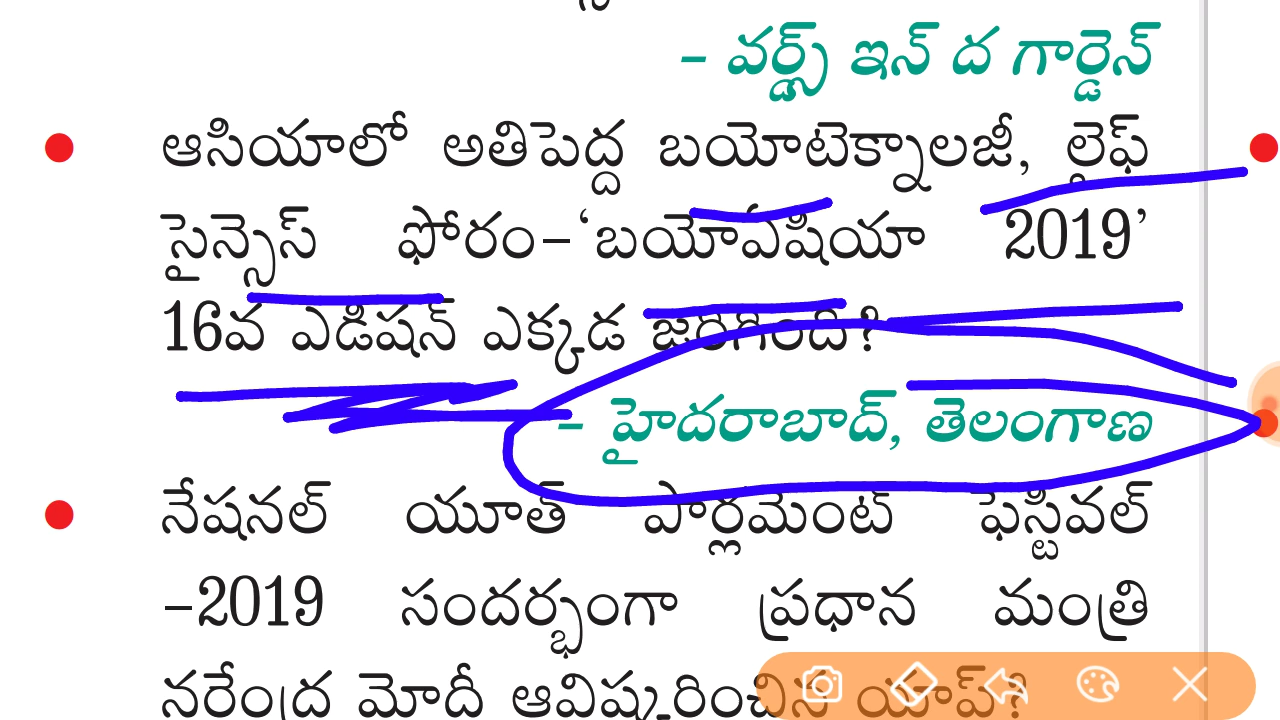 – వర్డ్స్ ఇన్ ద గార్డెన్
ఆసియాలో అతిపెద్ద బయోటెక్నాలజీ, లైఫ్
సైన్సెస్ ఫోరం–‘బయోఏషియా 2019’
16వ ఎడిషన్ ఎక్కడ జరిగింది?
– హైదరాబాద్, తెలంగాణ
నేషనల్ యూత్ పార్లమెంట్ ఫెస్టివల్
–2019 సందర్భంగా ప్రధాన మంత్రి
నరేంద్ర మోదీ ఆవిష్కరించిన యాప్?